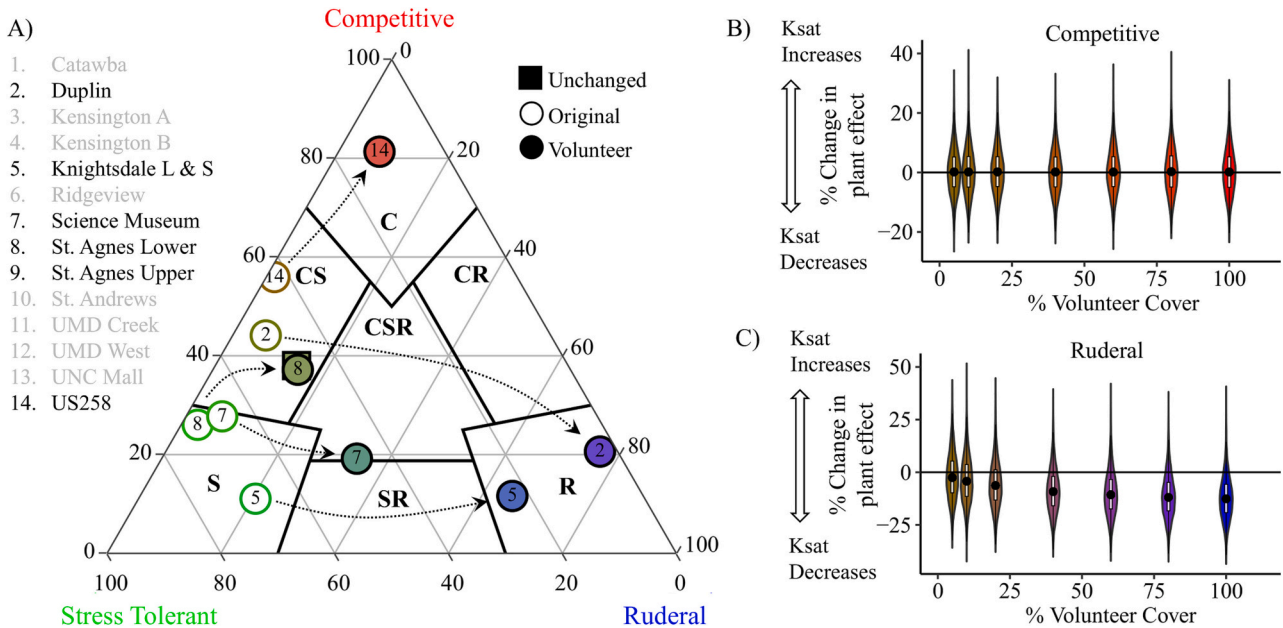 A)
Competitive
1. Catawba
2. Duplin
3. Kensington A
4. Kensington B
5. Knightsdale L & S
6. Ridgeview
7. Science Museum
8. St. Agnes Lower
9. St. Agnes Upper
10. St. Andrews
11. UMD Creek
12. UMD West
13. UNC Mall
14. US258
Unchanged
Original
Volunteer
100 0
80 20
60 40
40 60
20 80
0 100
100 80 60 40 20 0
14
14
2
8
8
7
7
5
5
2
C
CS
CR
CSR
S
SR
R
Stress Tolerant
Ruderal
B)
Ksat
Increases
Competitive
% Change in
plant effect
Ksat
Decreases
40
20
0
−20
0 25 50 75 100
% Volunteer Cover
C)
Ksat
Increases
Ruderal
% Change in
plant effect
Ksat
Decreases
50
25
0
−25
0 25 50 75 100
% Volunteer Cover